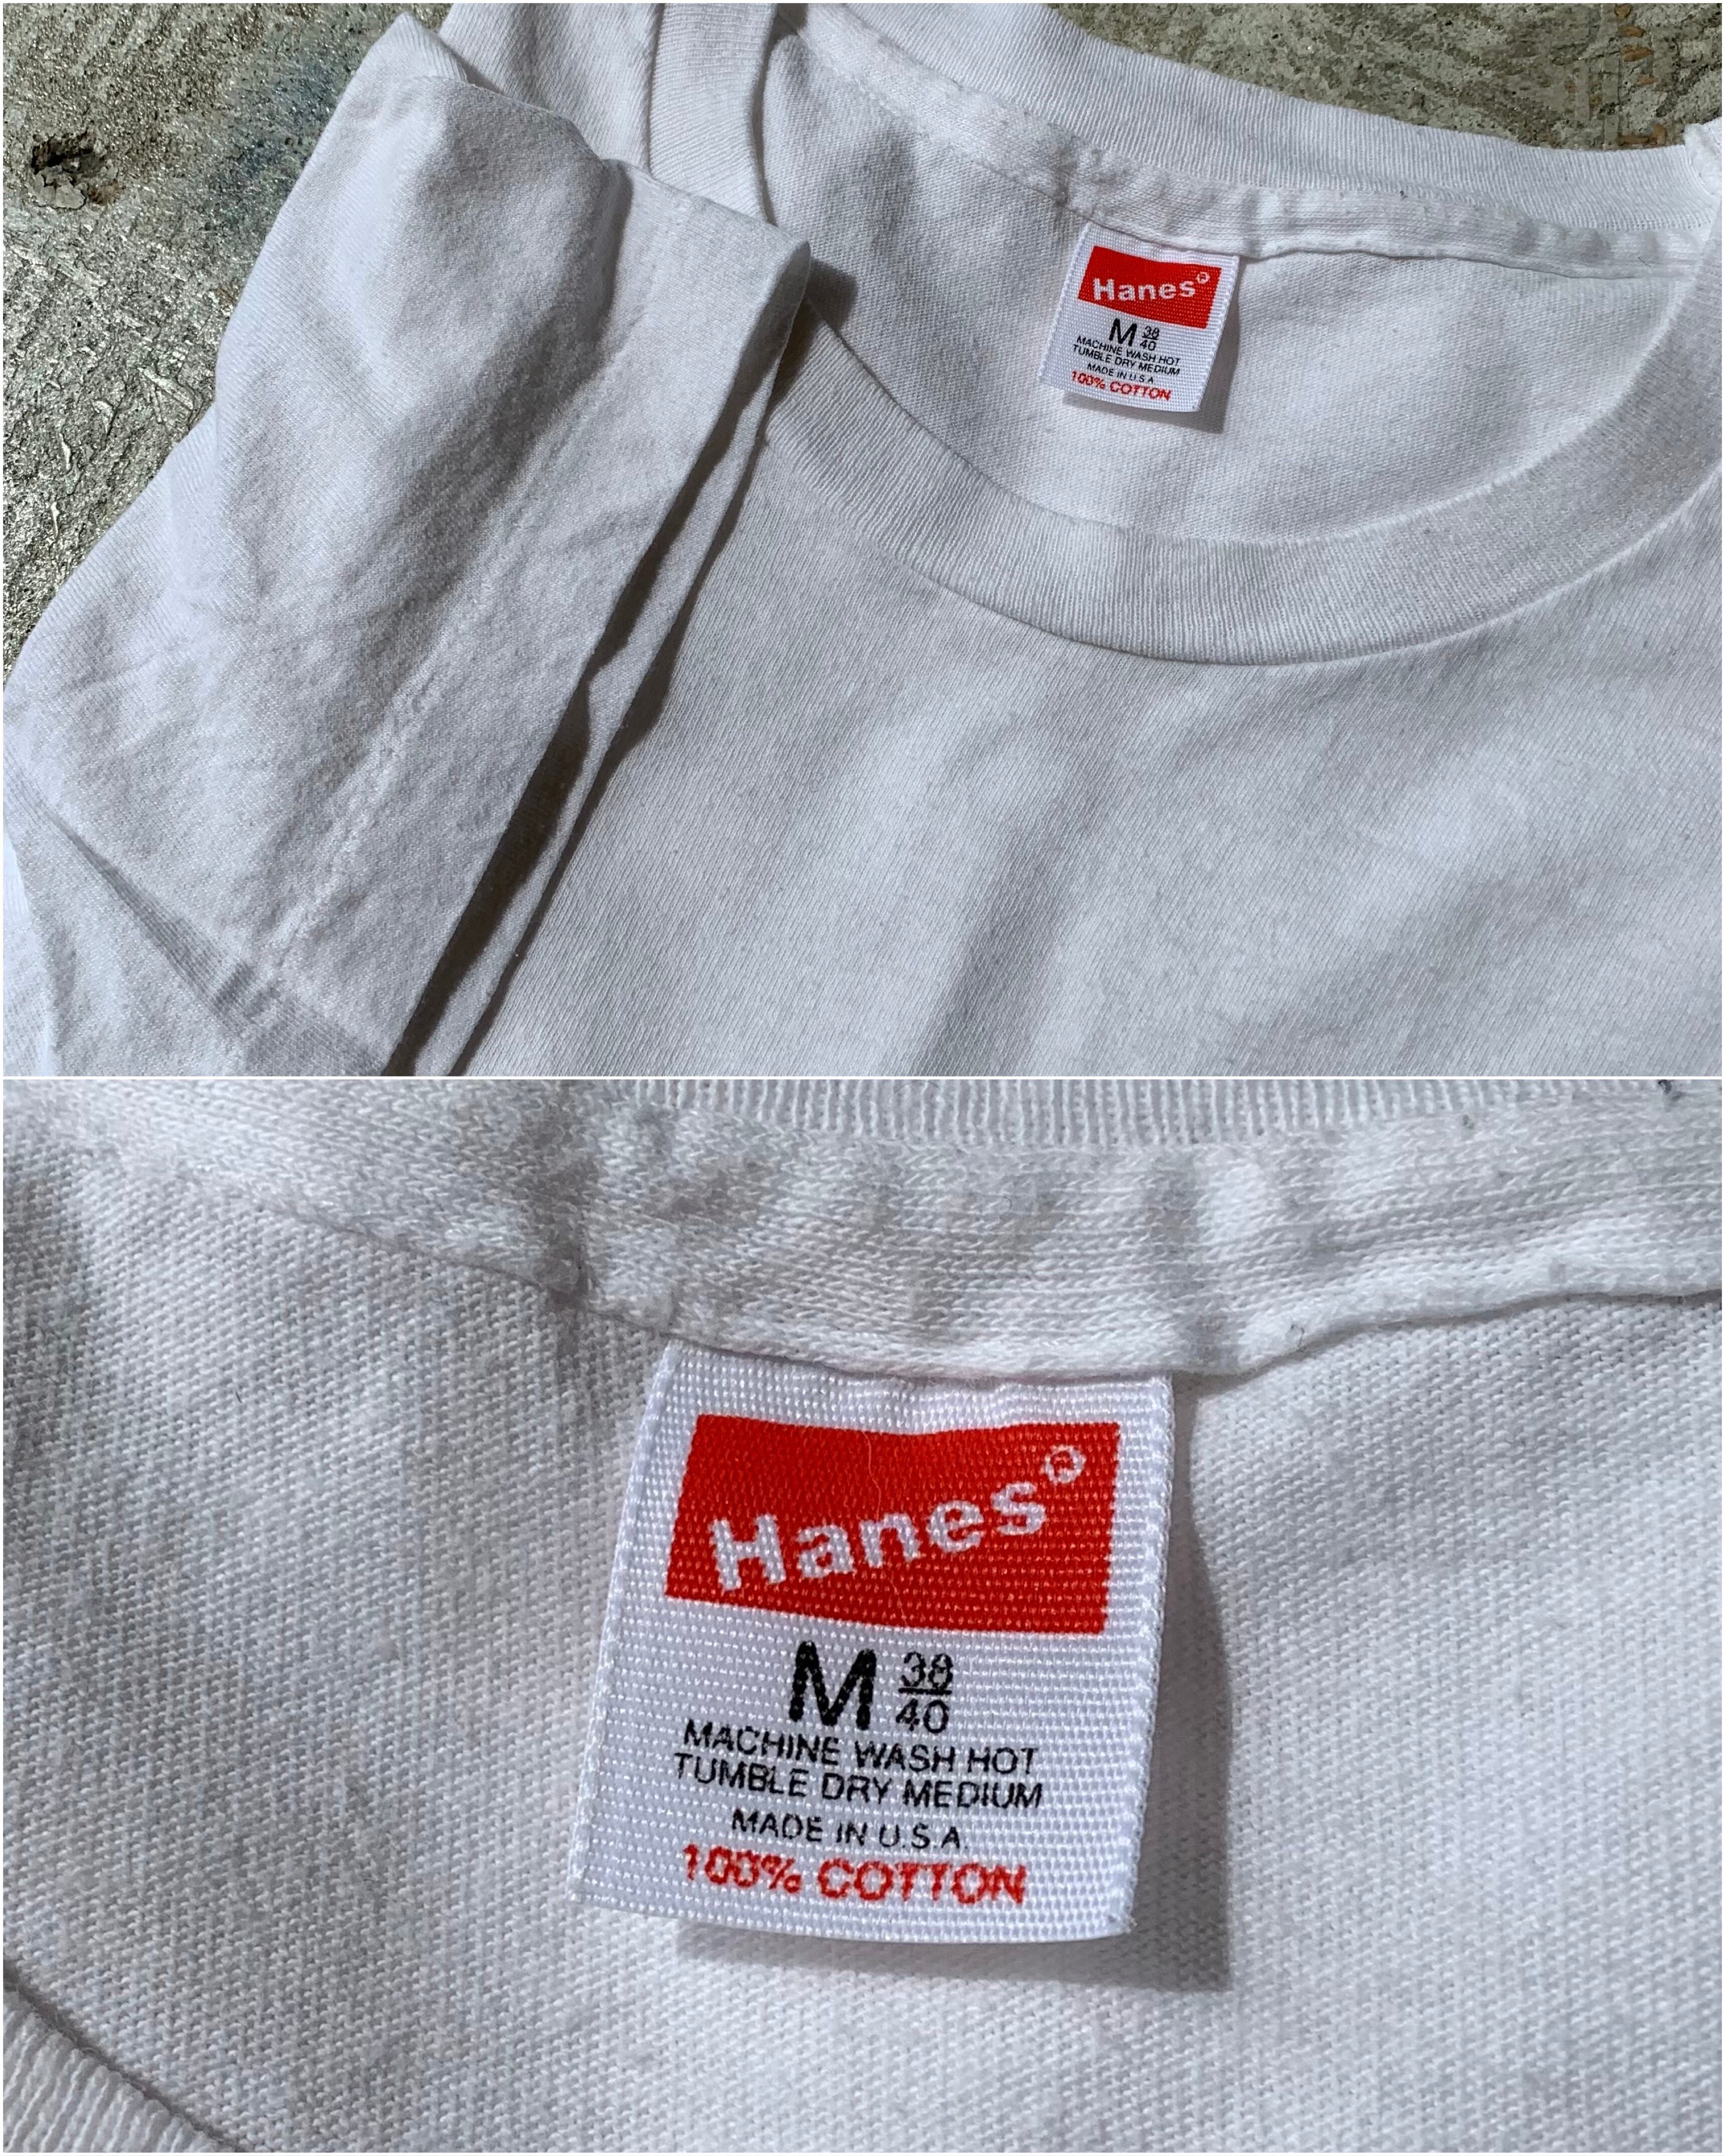 Hanes®
M 38/40
MACHINE WASH HOT
TUMBLE DRY MEDIUM
MADE IN U.S.A
100% COTTON
Hanes®
M 38/40
MACHINE WASH HOT
TUMBLE DRY MEDIUM
MADE IN U.S.A.
100% COTTON